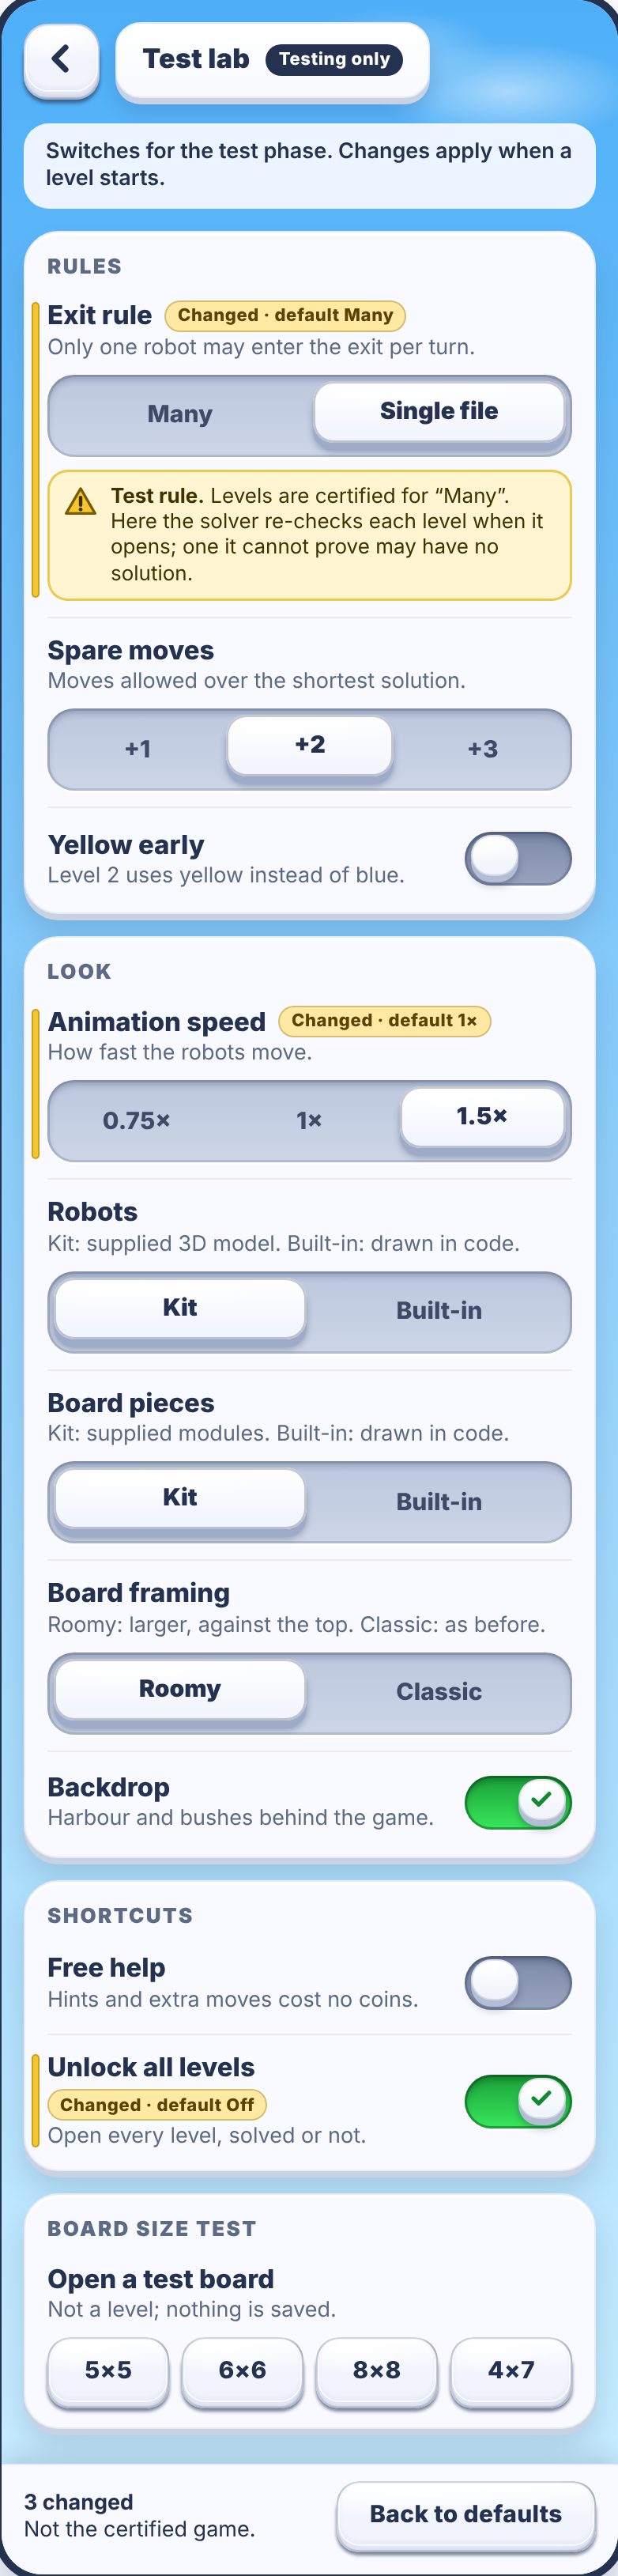 Test lab
Testing only
Switches for the test phase. Changes apply when a
level starts.
RULES
Exit rule
Changed · default Many
Only one robot may enter the exit per turn.
Many
Single file
Test rule. Levels are certified for “Many”.
Here the solver re-checks each level when it
opens; one it cannot prove may have no
solution.
Spare moves
Moves allowed over the shortest solution.
+1
+2
+3
Yellow early
Level 2 uses yellow instead of blue.
LOOK
Animation speed
Changed · default 1×
How fast the robots move.
0.75×
1×
1.5×
Robots
Kit: supplied 3D model. Built-in: drawn in code.
Kit
Built-in
Board pieces
Kit: supplied modules. Built-in: drawn in code.
Kit
Built-in
Board framing
Roomy: larger, against the top. Classic: as before.
Roomy
Classic
Backdrop
Harbour and bushes behind the game.
SHORTCUTS
Free help
Hints and extra moves cost no coins.
Unlock all levels
Changed · default Off
Open every level, solved or not.
BOARD SIZE TEST
Open a test board
Not a level; nothing is saved.
5×5
6×6
8×8
4×7
3 changed
Not the certified game.
Back to defaults